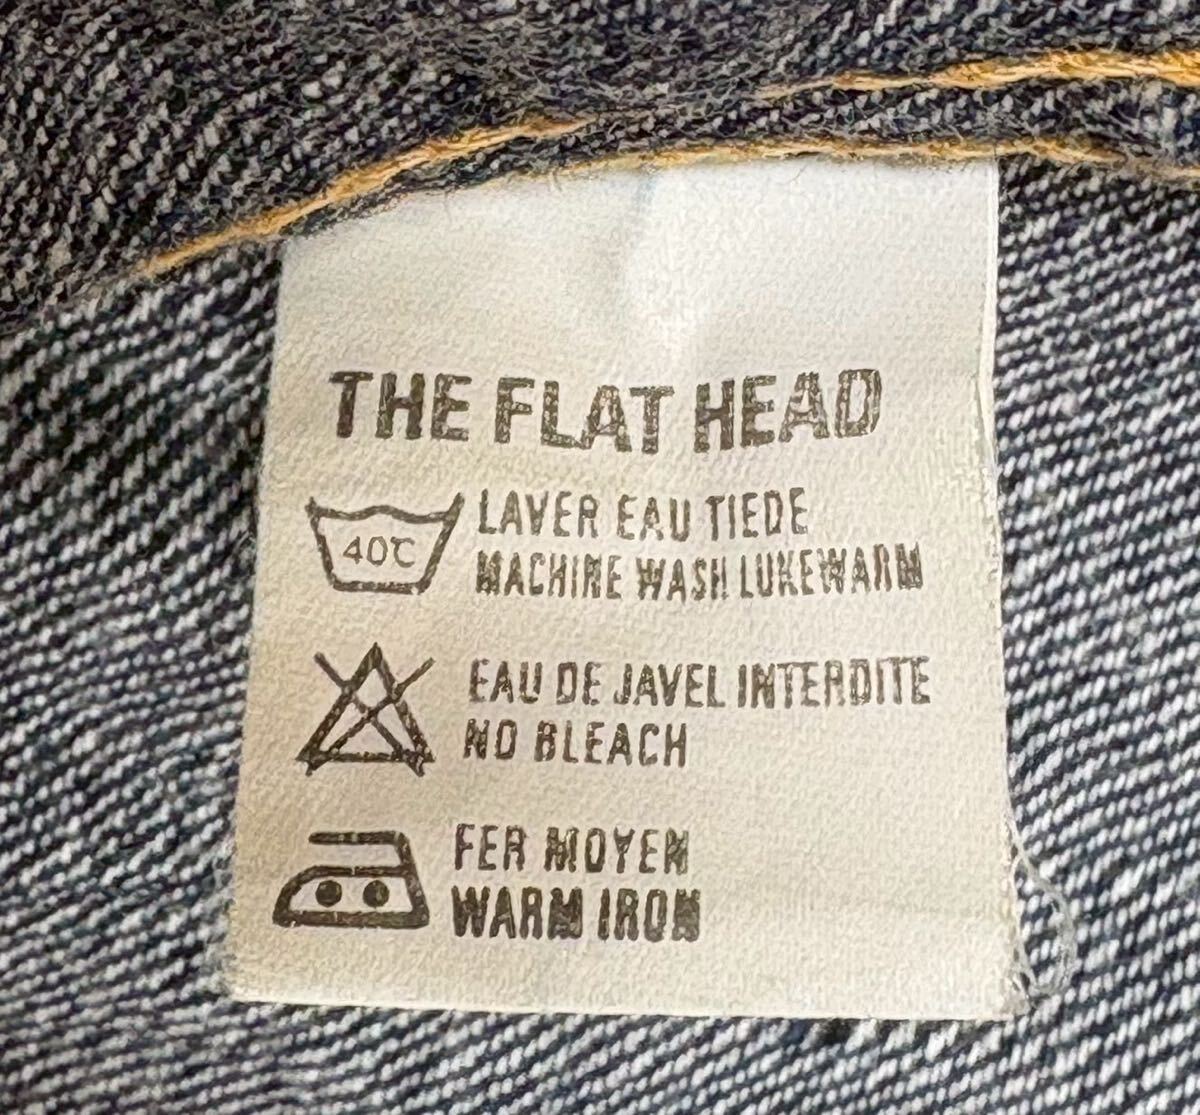 THE FLAT HEAD
40℃
LAVER EAU TIEDE
MACHINE WASH LUKEWARM
EAU DE JAVEL INTERDITE
NO BLEACH
FER MOYEN
WARM IRON